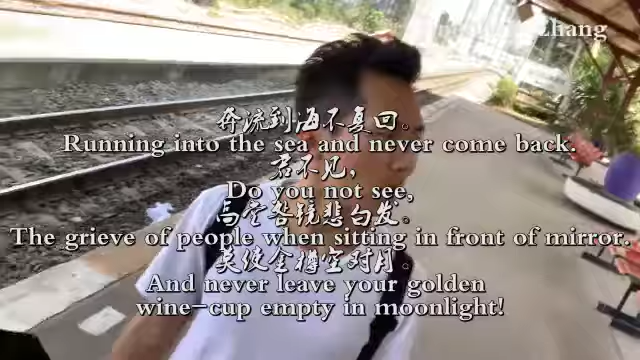 Zhang
奔流到海不复回。
Running into the sea and never come back.
君不见,
Do you not see,
高堂明镜悲白发。
The grieve of people when sitting in front of mirror.
莫使金樽空对月。
And never leave your golden
wine-cup empty in moonlight!